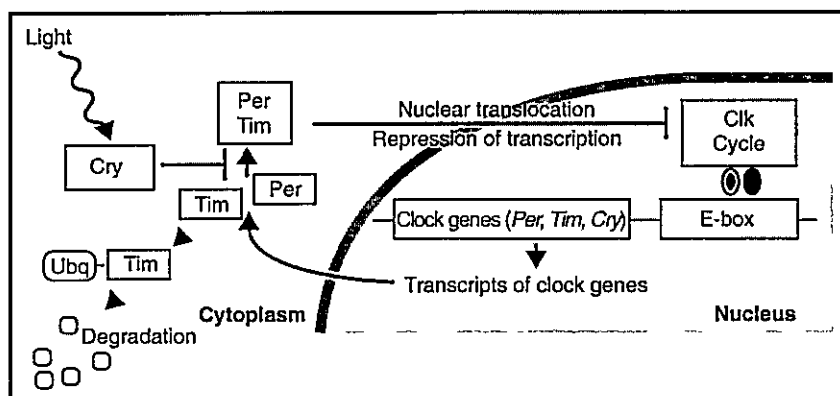 Light
Per
Tim
Nuclear translocation
Repression of transcription
Clk
Cycle
Cry
Tim
Per
Clock genes (Per, Tim, Cry)
E-box
Ubq
Tim
Transcripts of clock genes
Cytoplasm
Nucleus
Degradation